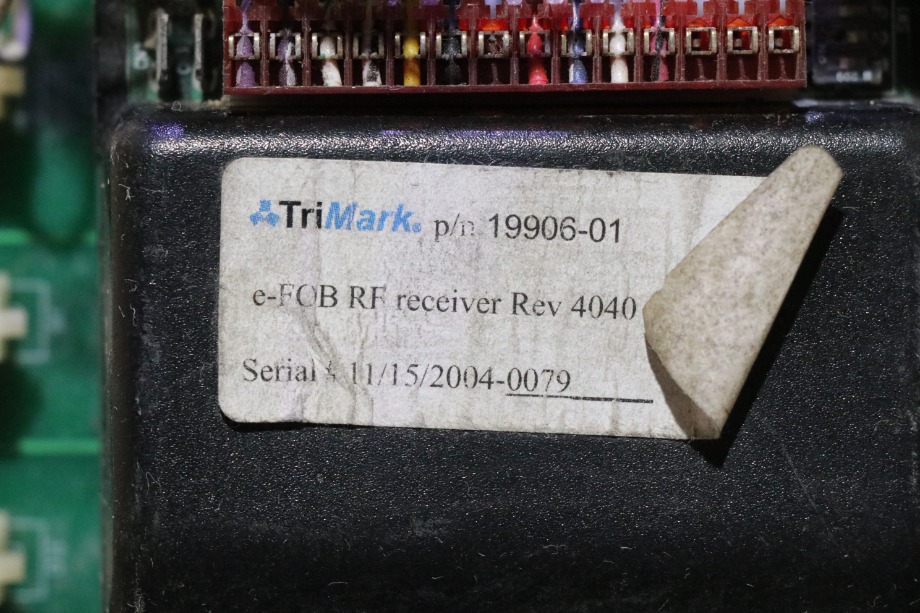 TriMark® p/n 19906-01
e-FOB RF receiver Rev 4040
Serial # 11/15/2004-0079